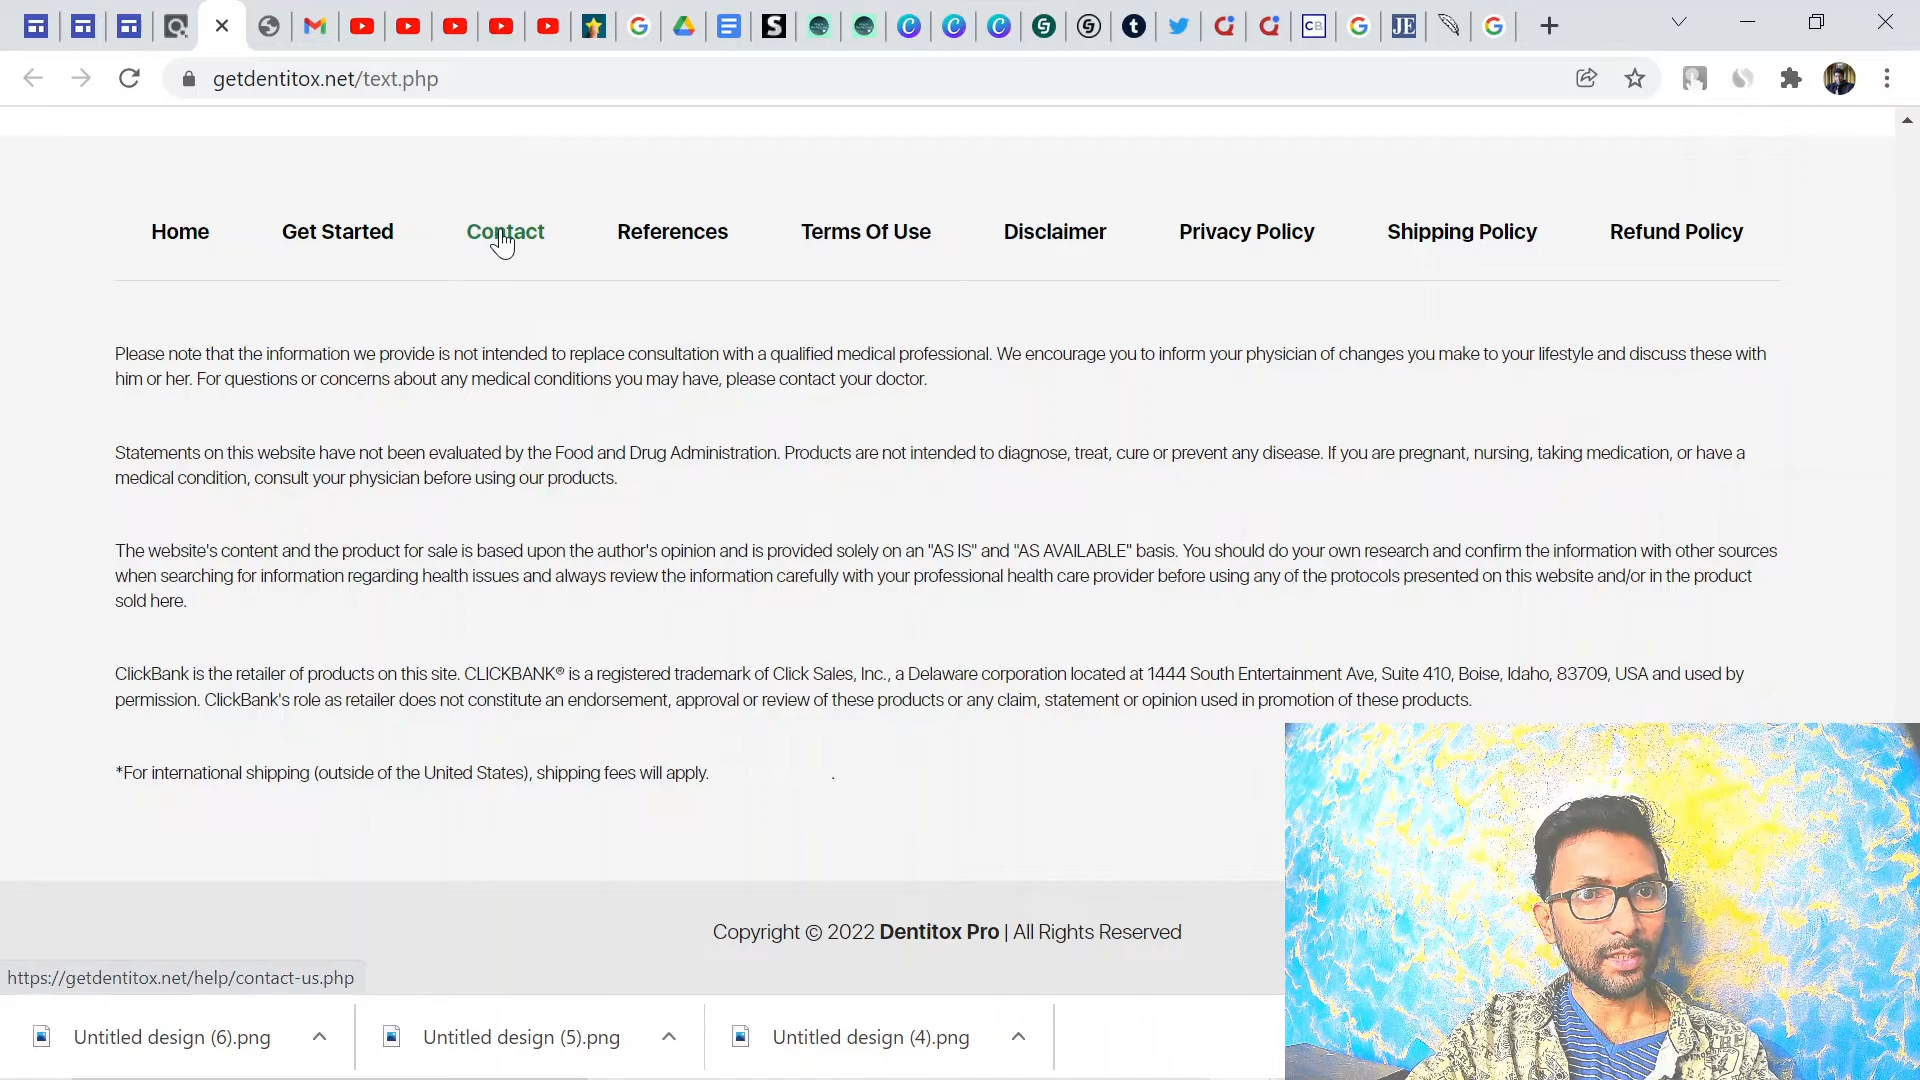 getdentitox.net/text.php
Home Get Started Contact References Terms Of Use Disclaimer Privacy Policy Shipping Policy Refund Policy
Please note that the information we provide is not intended to replace consultation with a qualified medical professional. We encourage you to inform your physician of changes you make to your lifestyle and discuss these with
him or her. For questions or concerns about any medical conditions you may have, please contact your doctor.
Statements on this website have not been evaluated by the Food and Drug Administration. Products are not intended to diagnose, treat, cure or prevent any disease. If you are pregnant, nursing, taking medication, or have a
medical condition, consult your physician before using our products.
The website's content and the product for sale is based upon the author's opinion and is provided solely on an "AS IS" and "AS AVAILABLE" basis. You should do your own research and confirm the information with other sources
when searching for information regarding health issues and always review the information carefully with your professional health care provider before using any of the protocols presented on this website and/or in the product
sold here.
ClickBank is the retailer of products on this site. CLICKBANK® is a registered trademark of Click Sales, Inc., a Delaware corporation located at 1444 South Entertainment Ave, Suite 410, Boise, Idaho, 83709, USA and used by
permission. ClickBank's role as retailer does not constitute an endorsement, approval or review of these products or any claim, statement or opinion used in promotion of these products.
*For international shipping (outside of the United States), shipping fees will apply. .
Copyright © 2022 Dentitox Pro | All Rights Reserved
https://getdentitox.net/help/contact-us.php
Untitled design (6).png Untitled design (5).png Untitled design (4).png